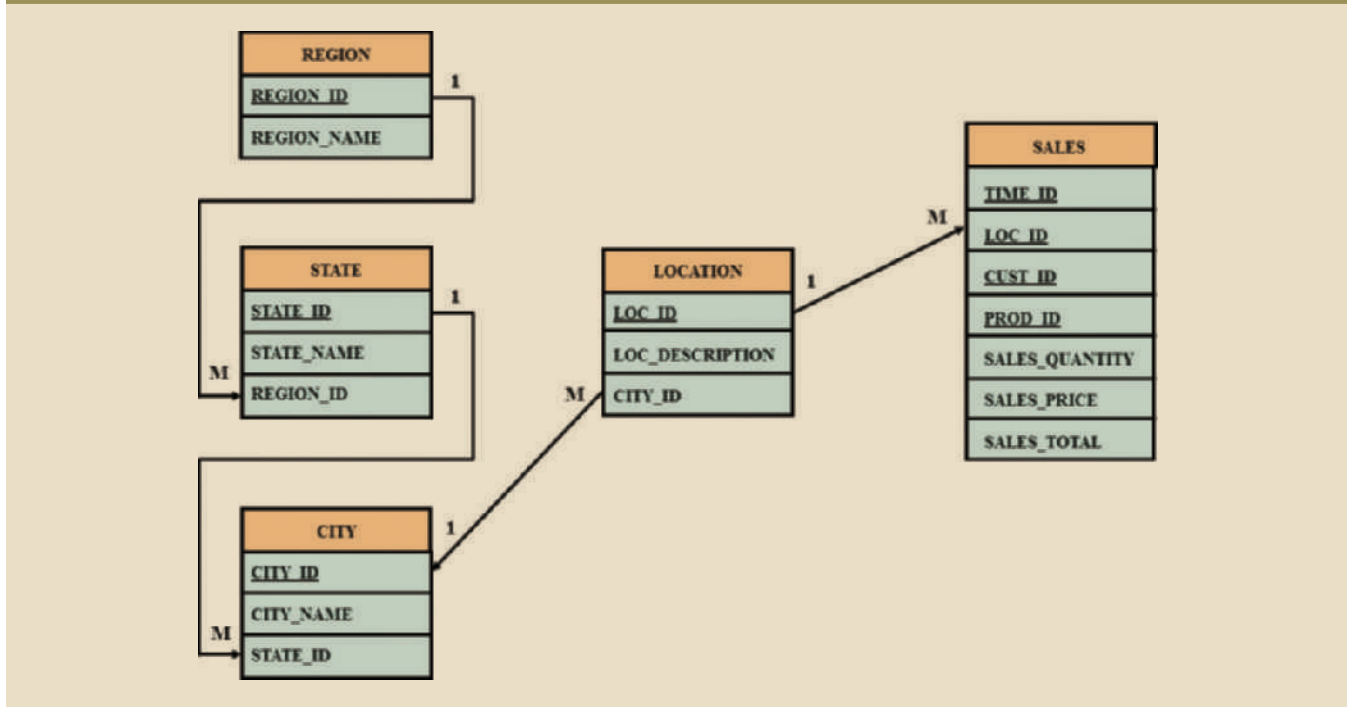 REGION
REGION_ID
REGION_NAME
1
M
STATE
STATE_ID
STATE_NAME
REGION_ID
1
M
CITY
CITY_ID
CITY_NAME
STATE_ID
1
M
LOCATION
LOC_ID
LOC_DESCRIPTION
CITY_ID
1
M
SALES
TIME_ID
LOC_ID
CUST_ID
PROD_ID
SALES_QUANTITY
SALES_PRICE
SALES_TOTAL